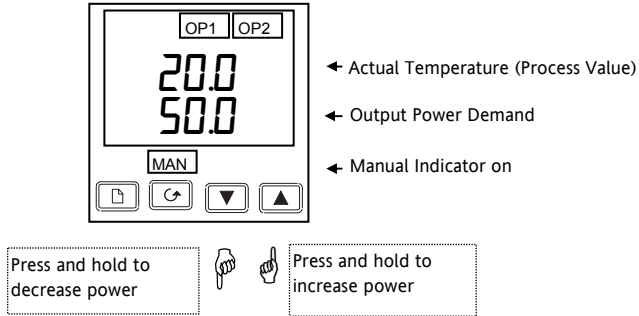 OP1 OP2
20.0
Actual Temperature (Process Value)
50.0
Output Power Demand
MAN
Manual Indicator on
Press and hold to
decrease power
Press and hold to
increase power